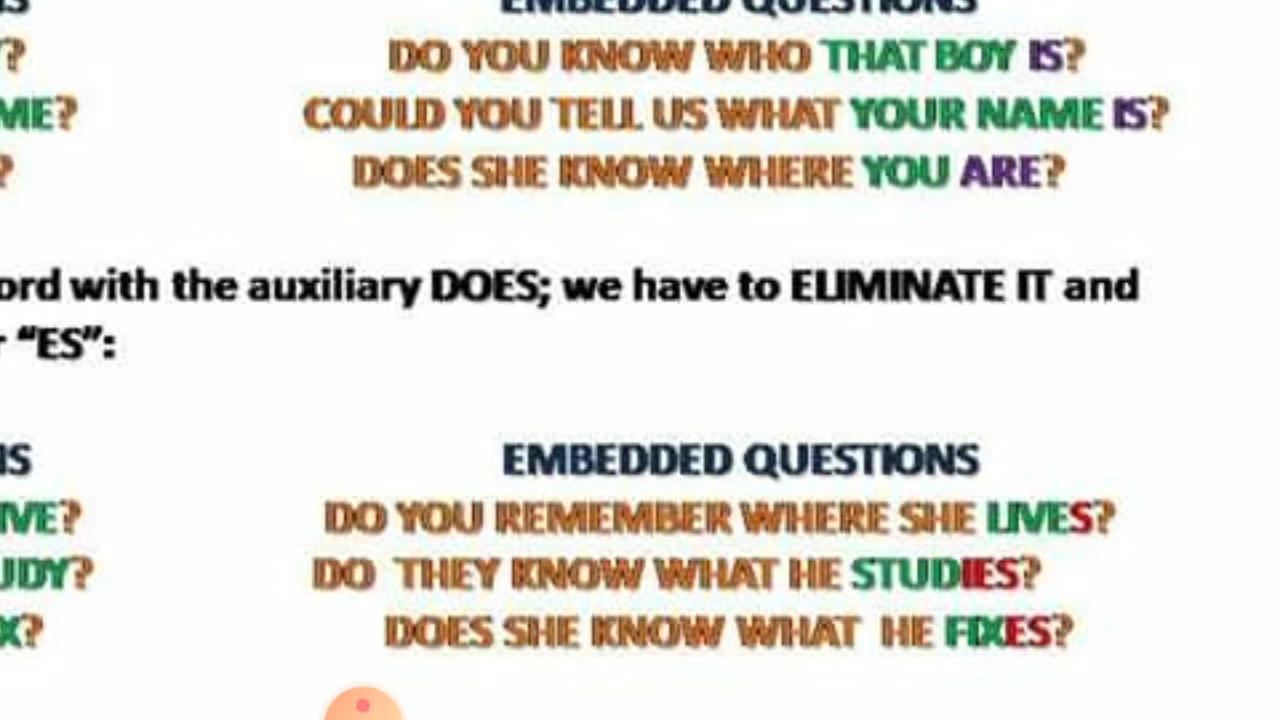 EMBEDDED QUESTIONS
? DO YOU KNOW WHO THAT BOY IS?
ME? COULD YOU TELL US WHAT YOUR NAME IS?
? DOES SHE KNOW WHERE YOU ARE?
ord with the auxiliary DOES; we have to ELIMINATE IT and
"ES":
NS EMBEDDED QUESTIONS
IVE? DO YOU REMEMBER WHERE SHE LIVES?
UDY? DO THEY KNOW WHAT HE STUDIES?
X? DOES SHE KNOW WHAT HE FIXES?